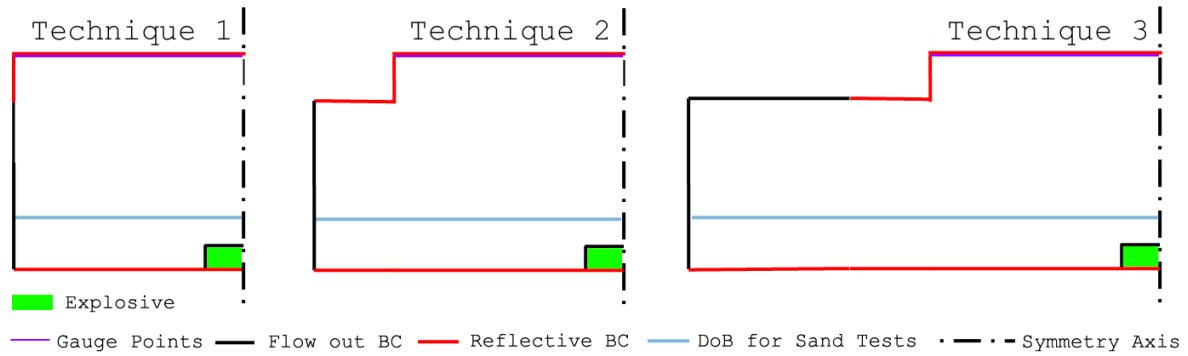 Technique 1 Technique 2 Technique 3
Explosive
Gauge Points Flow out BC Reflective BC DoB for Sand Tests Symmetry Axis